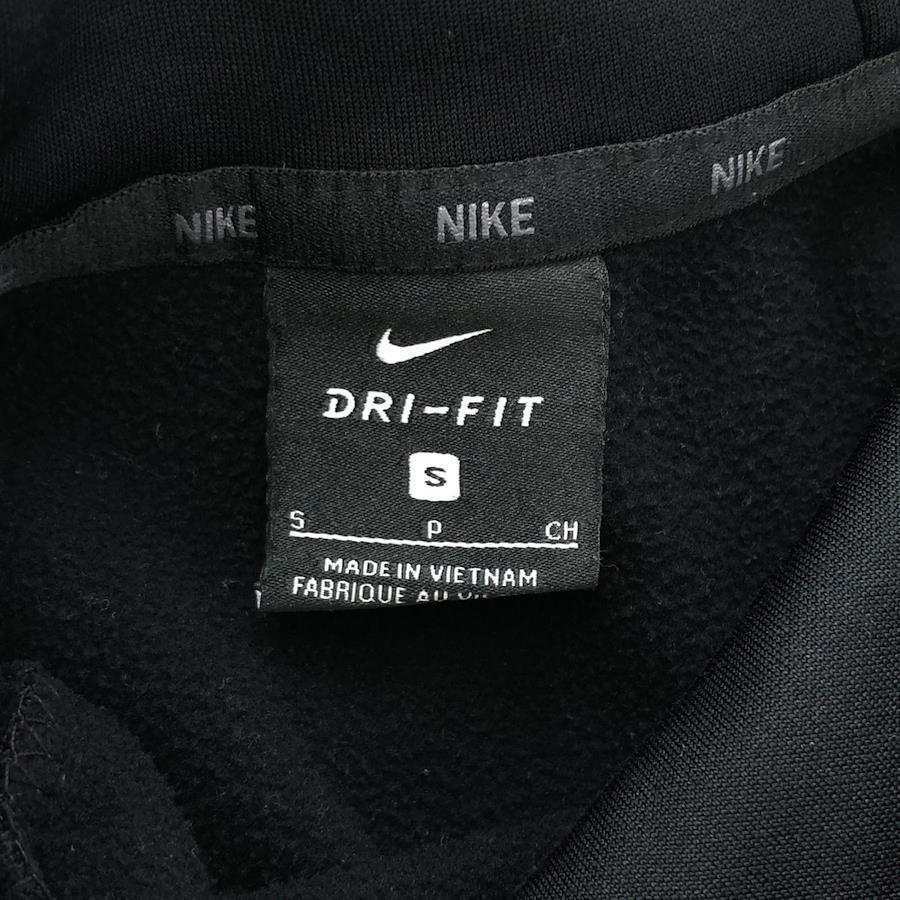 NIKE NIKE NIKE
DRI-FIT
S
S P CH
MADE IN VIETNAM
FABRIQUE AU